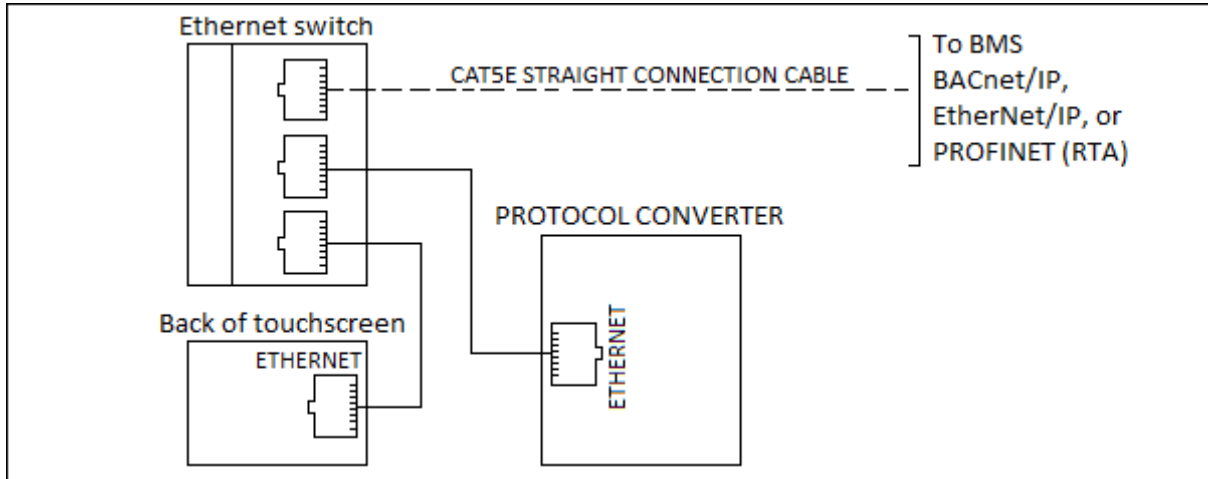 Ethernet switch
CAT5E STRAIGHT CONNECTION CABLE
To BMS
BACnet/IP,
EtherNet/IP, or
PROFINET (RTA)
PROTOCOL CONVERTER
ETHERNET
Back of touchscreen
ETHERNET